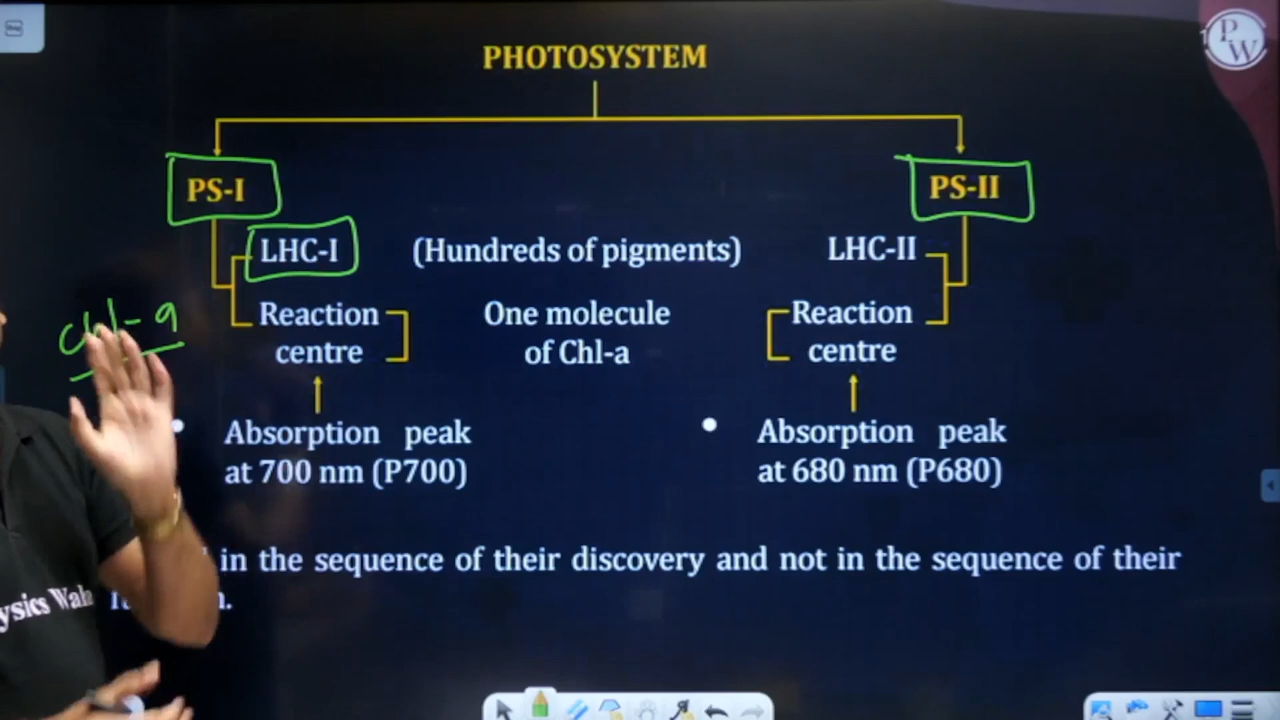 PHOTOSYSTEM
P
W
PS-I
PS-II
LHC-I (Hundreds of pigments) LHC-II
Chl-a
Reaction centre
One molecule of Chl-a
Reaction centre
Absorption peak
at 700 nm (P700)
Absorption peak
at 680 nm (P680)
in the sequence of their discovery and not in the sequence of their
ysics Wala